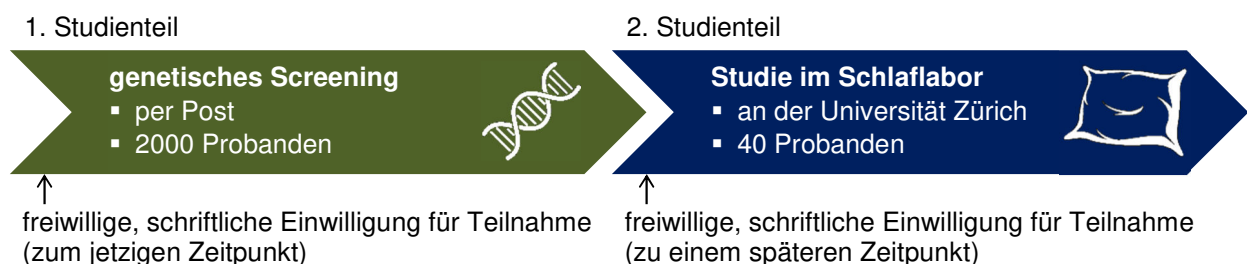 1. Studienteil
genetisches Screening
▪ per Post
▪ 2000 Probanden
freiwillige, schriftliche Einwilligung für Teilnahme
(zum jetzigen Zeitpunkt)
2. Studienteil
Studie im Schlaflabor
▪ an der Universität Zürich
▪ 40 Probanden
freiwillige, schriftliche Einwilligung für Teilnahme
(zu einem späteren Zeitpunkt)